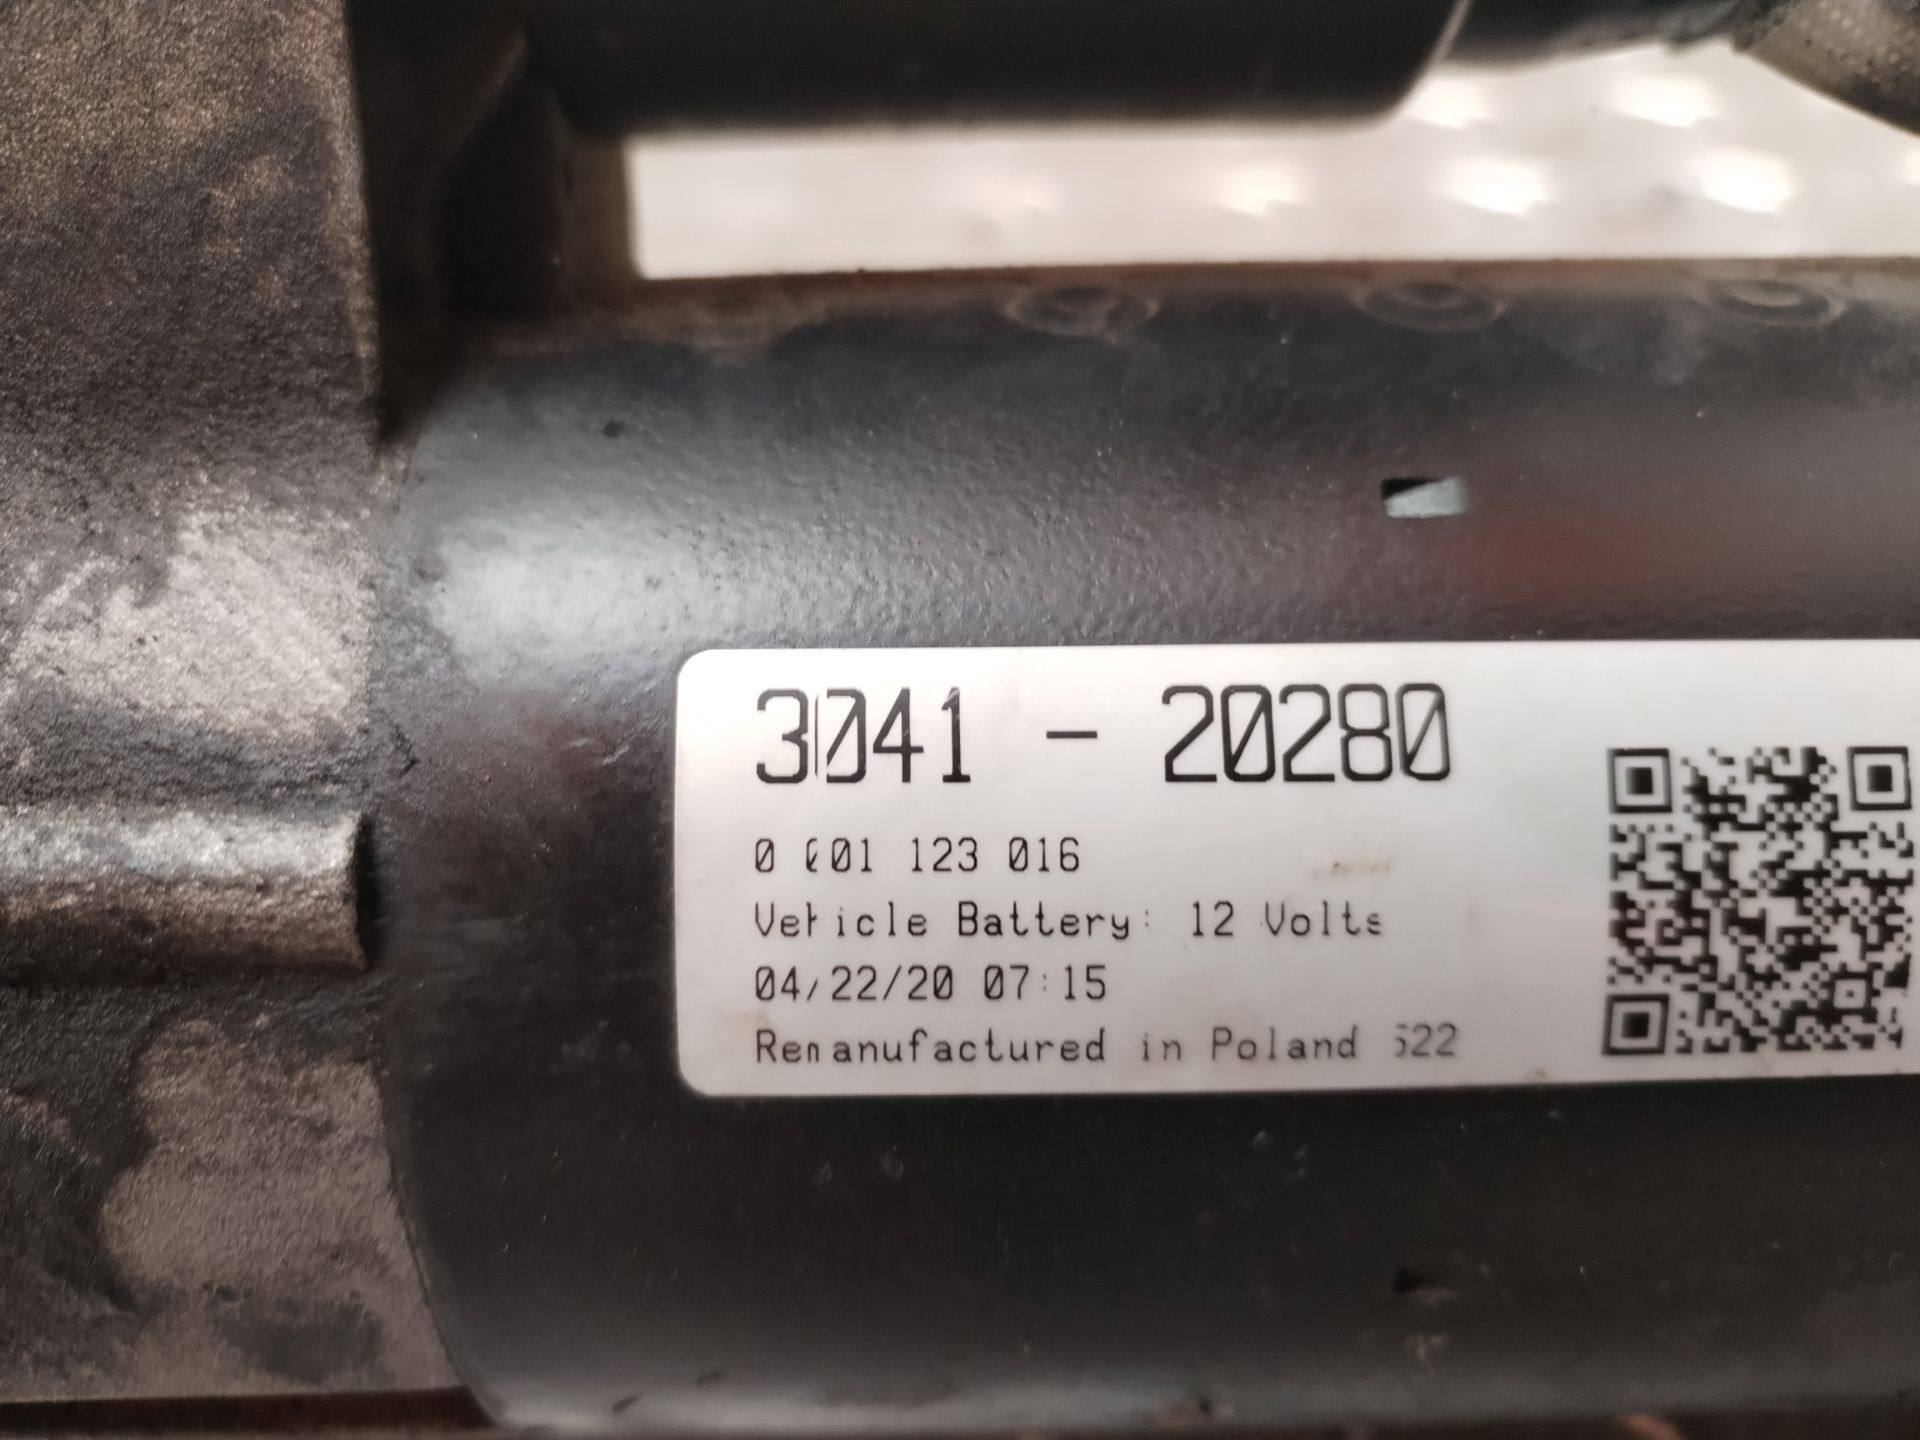 3041 - 20280
0 001 123 016
Vehicle Battery: 12 Volts
04/22/20 07:15
Remanufactured in Poland 622